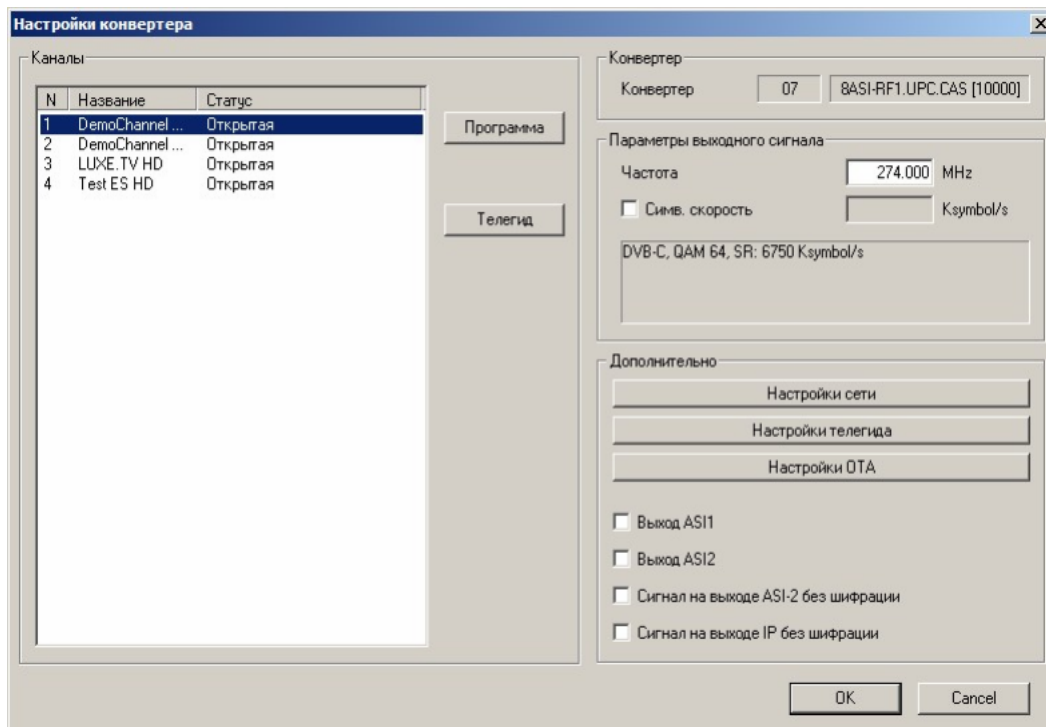 Настройки конвертера
Каналы
N Название Статус
1 DemoChannel ... Открытая
2 DemoChannel ... Открытая
3 LUXE.TV HD Открытая
4 Test ES HD Открытая
Программа
Телегид
Конвертер
Конвертер 07 8ASI-RF1.UPC.CAS [10000]
Параметры выходного сигнала
Частота 274.000 MHz
Симв. скорость Ksymbol/s
DVB-C, QAM 64, SR: 6750 Ksymbol/s
Дополнительно
Настройки сети
Настройки телегида
Настройки ОТА
Выход ASI1
Выход ASI2
Сигнал на выходе ASI-2 без шифрации
Сигнал на выходе IP без шифрации
OK Cancel